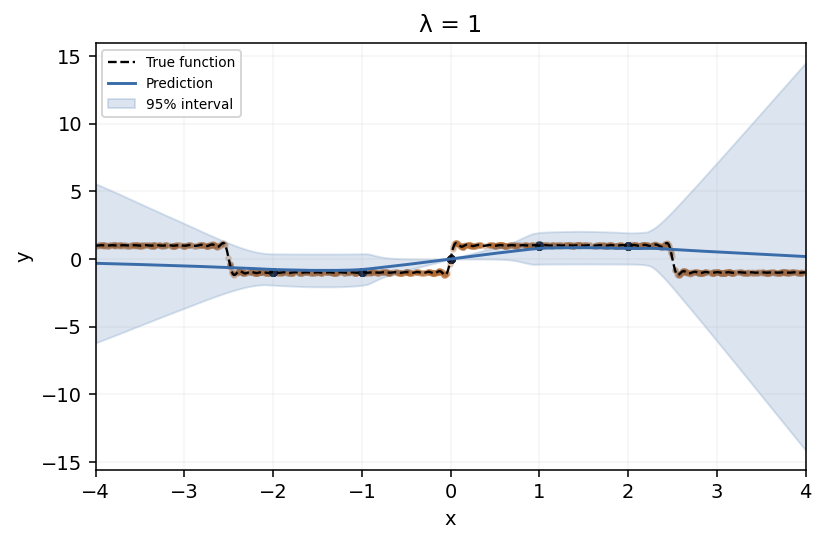 λ = 1
15
10
5
0
−5
−10
−15
y
True function
Prediction
95% interval
−4 −3 −2 −1 0 1 2 3 4
x